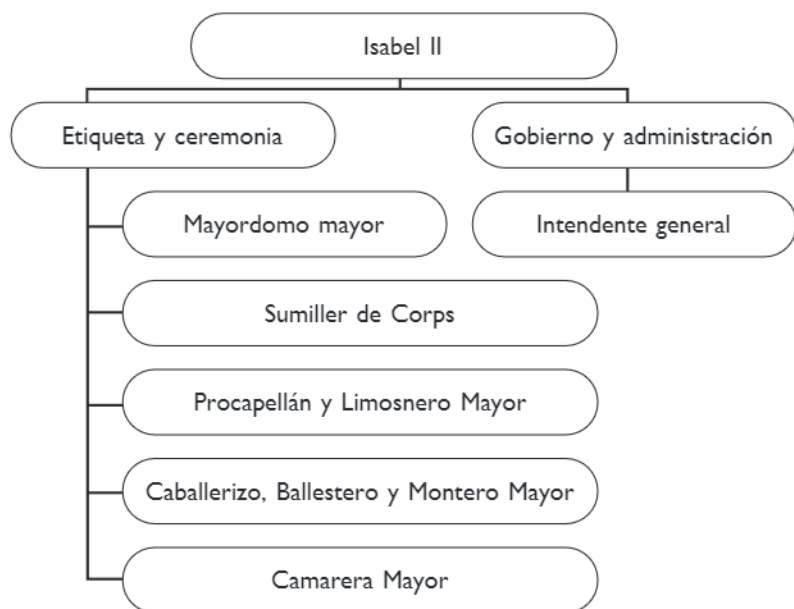 Isabel II
Etiqueta y ceremonia
Gobierno y administración
Mayordomo mayor
Intendente general
Sumiller de Corps
Procapellán y Limosnero Mayor
Caballerizo, Ballestero y Montero Mayor
Camarera Mayor